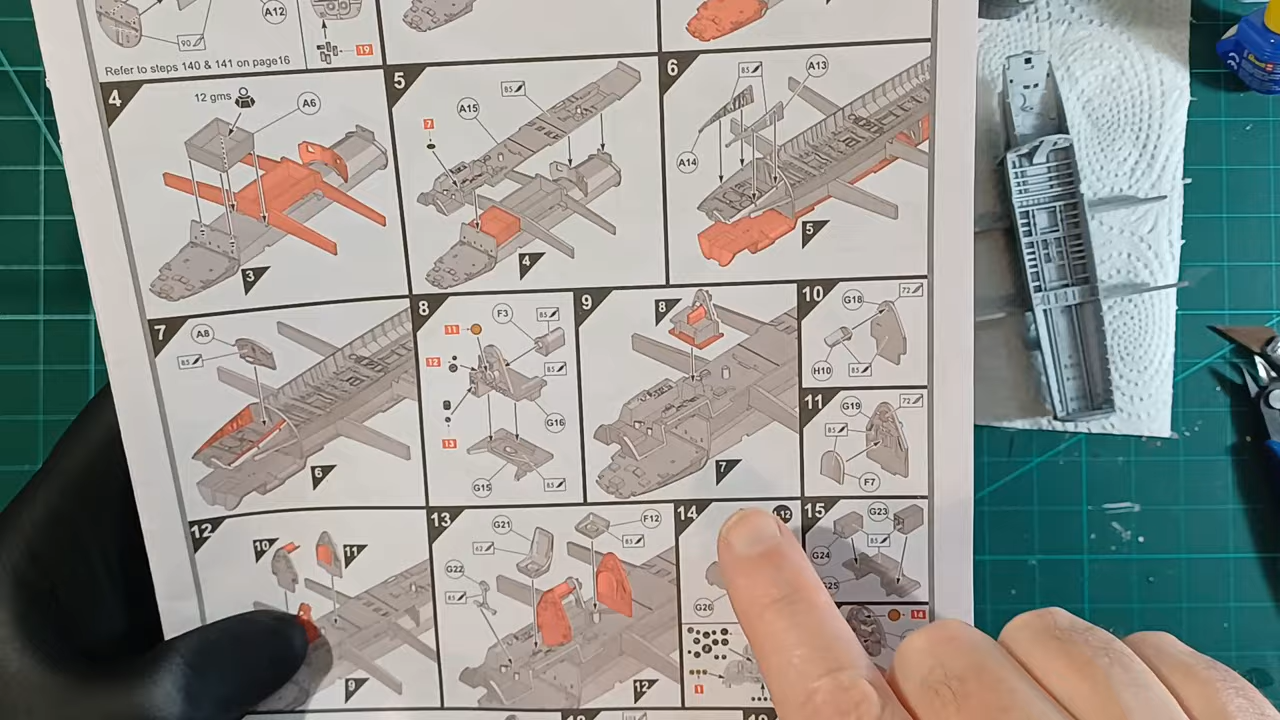 A12
90
19
Refer to steps 140 & 141 on page16
4
12 gms
A6
3
5
85
A15
?
4
6
85
A13
A14
5
7
A8
85
6
8
11
F3
85
12
85
G16
13
G15
85
9
8
7
10
G18
72
H10
85
11
G19
72
85
F7
12
10
11
9
13
G21
62
F12
85
G22
85
12
14
G26
1
15
G23
85
G24
14